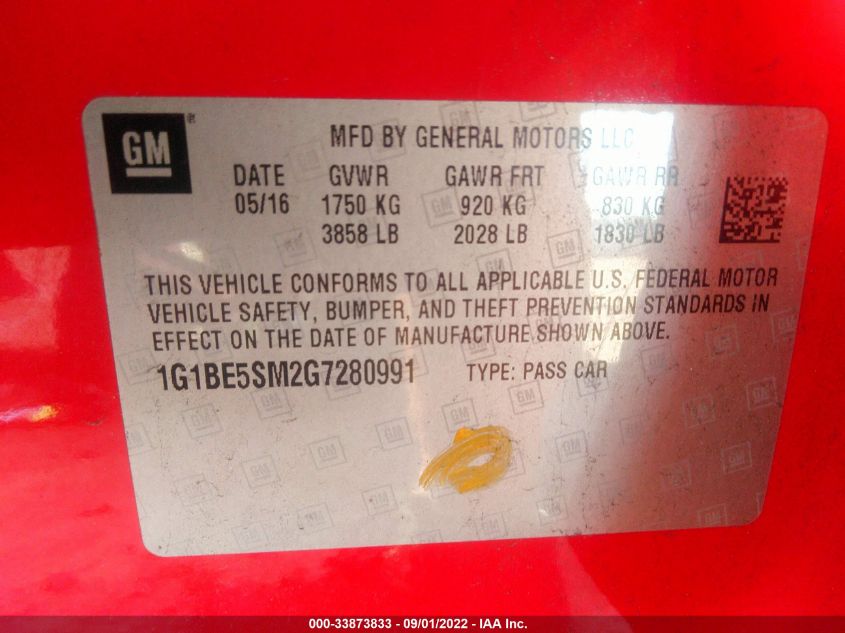 GM
MFD BY GENERAL MOTORS LLC
DATE GVWR GAWR FRT GAWR RR
05/16 1750 KG 920 KG 830 KG
3858 LB 2028 LB 1830 LB
THIS VEHICLE CONFORMS TO ALL APPLICABLE U.S. FEDERAL MOTOR
VEHICLE SAFETY, BUMPER, AND THEFT PREVENTION STANDARDS IN
EFFECT ON THE DATE OF MANUFACTURE SHOWN ABOVE.
1G1BE5SM2G7280991 TYPE: PASS CAR
000-33873833 - 09/01/2022 - IAA Inc.